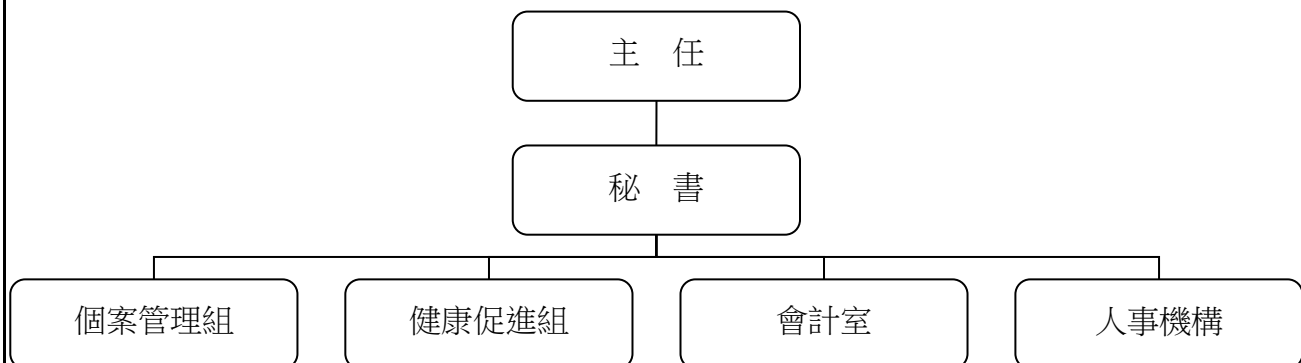 主　任
秘　書
個案管理組
健康促進組
會計室
人事機構